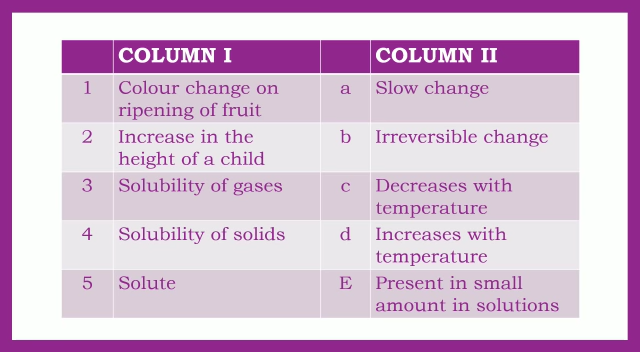 COLUMN I COLUMN II
1 Colour change on a Slow change
ripening of fruit
2 Increase in the b Irreversible change
height of a child
3 Solubility of gases c Decreases with
temperature
4 Solubility of solids d Increases with
temperature
5 Solute E Present in small
amount in solutions